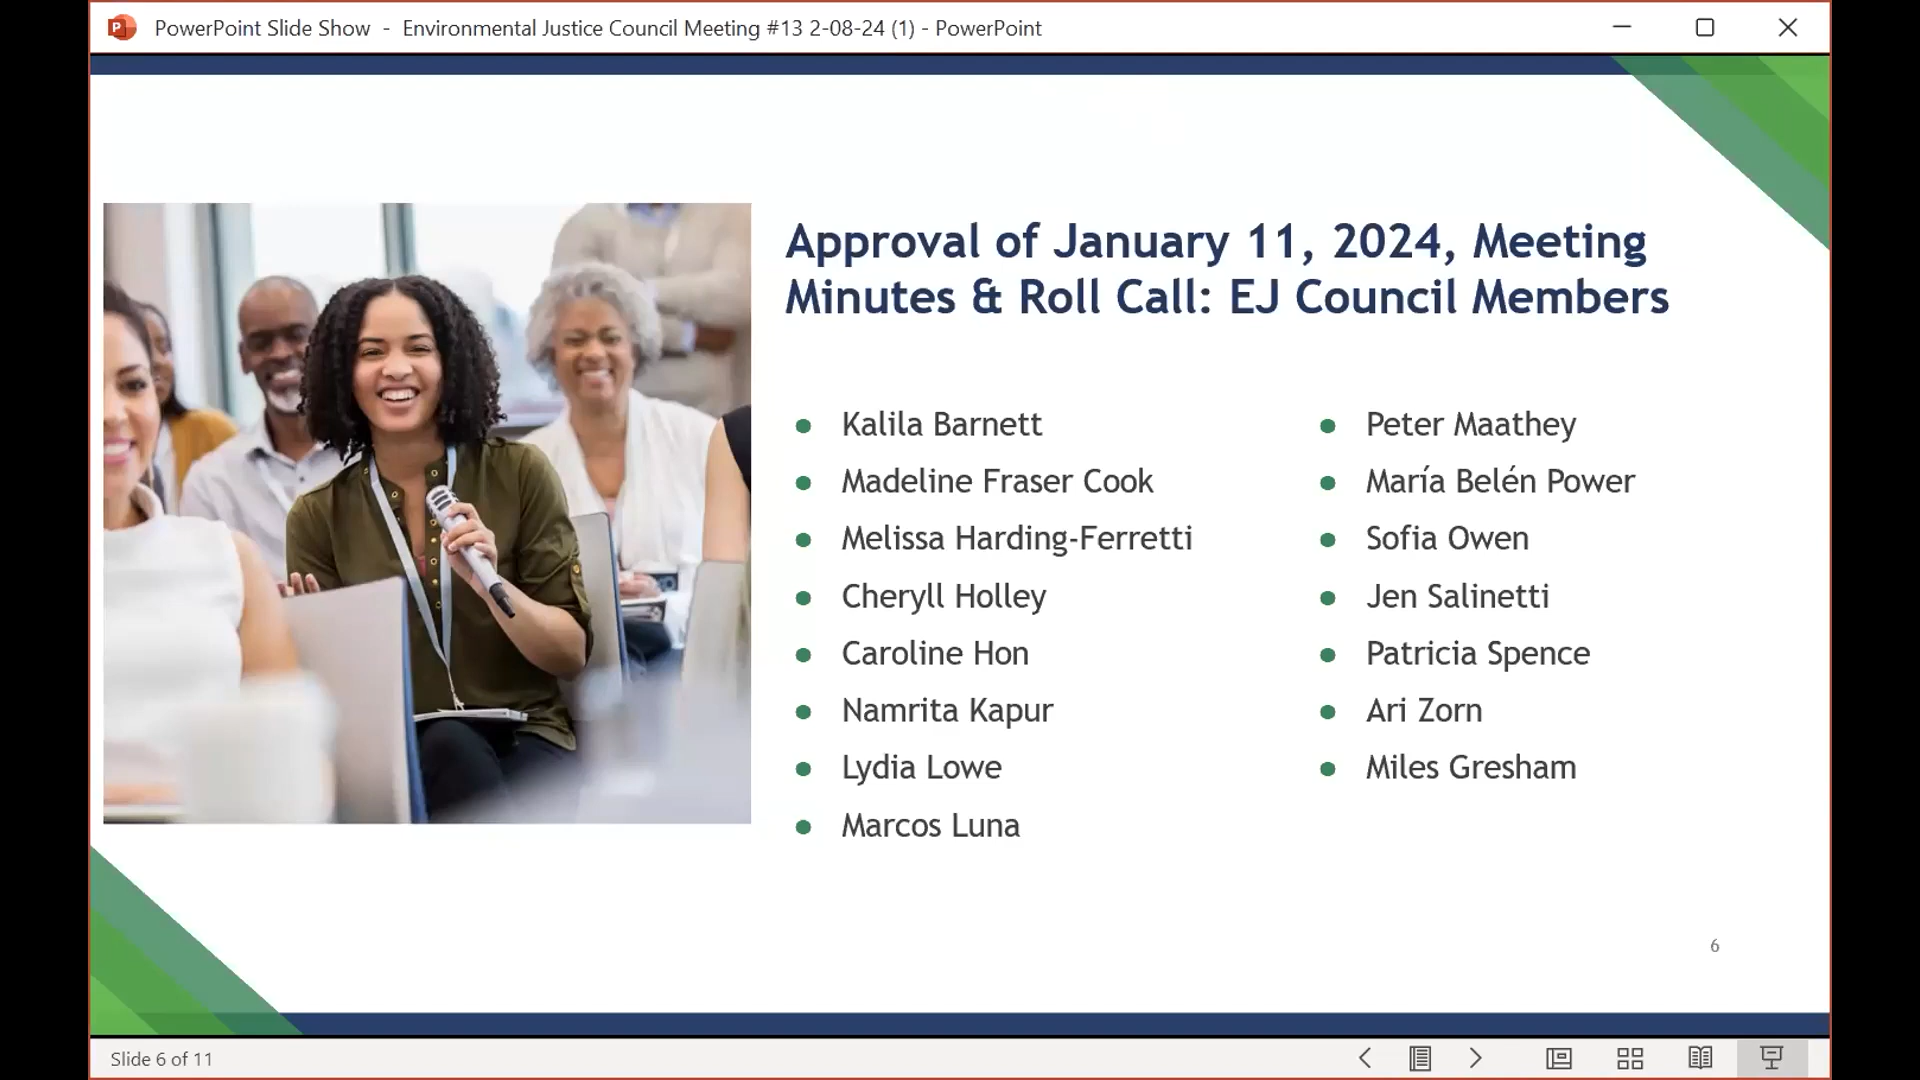 PowerPoint Slide Show - Environmental Justice Council Meeting #13 2-08-24 (1) - PowerPoint
Approval of January 11, 2024, Meeting
Minutes & Roll Call: EJ Council Members
Kalila Barnett
Madeline Fraser Cook
Melissa Harding-Ferretti
Cheryll Holley
Caroline Hon
Namrita Kapur
Lydia Lowe
Marcos Luna
Peter Maathey
María Belén Power
Sofia Owen
Jen Salinetti
Patricia Spence
Ari Zorn
Miles Gresham
6
Slide 6 of 11